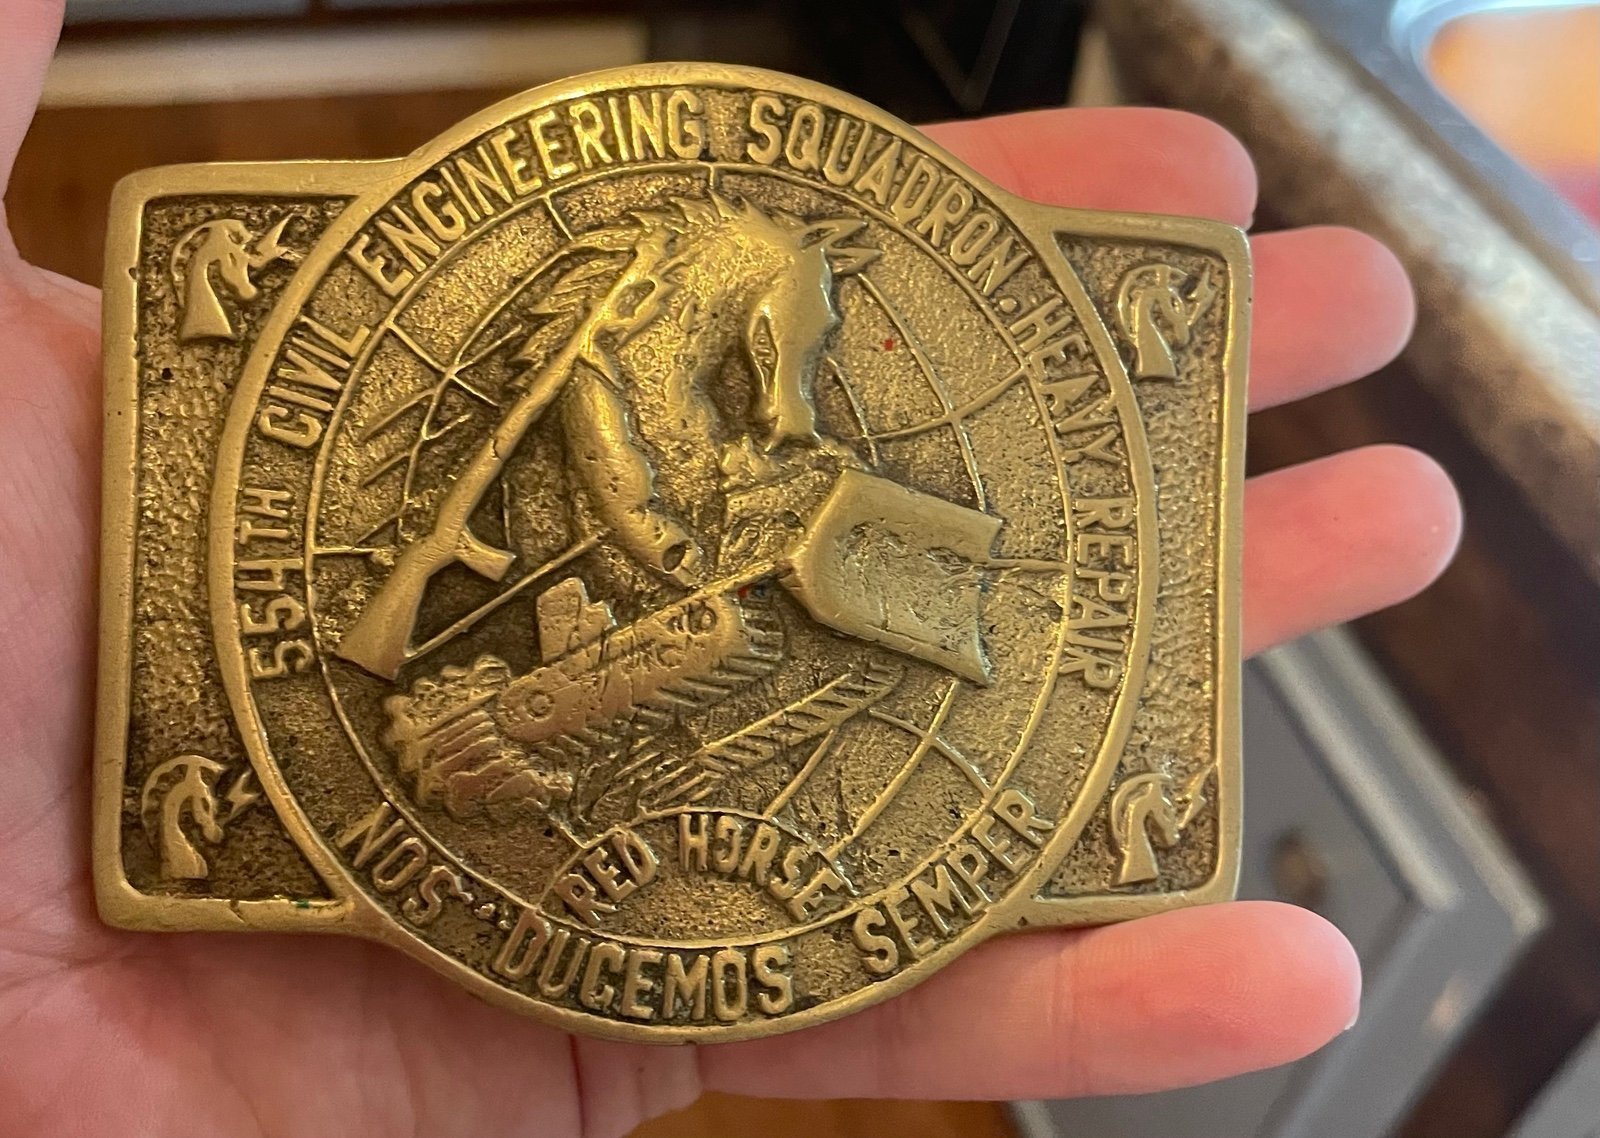 554TH CIVIL ENGINEERING SQUADRON. HEAVY REPAIR
RED HORSE
NOS DUCEMOS SEMPER